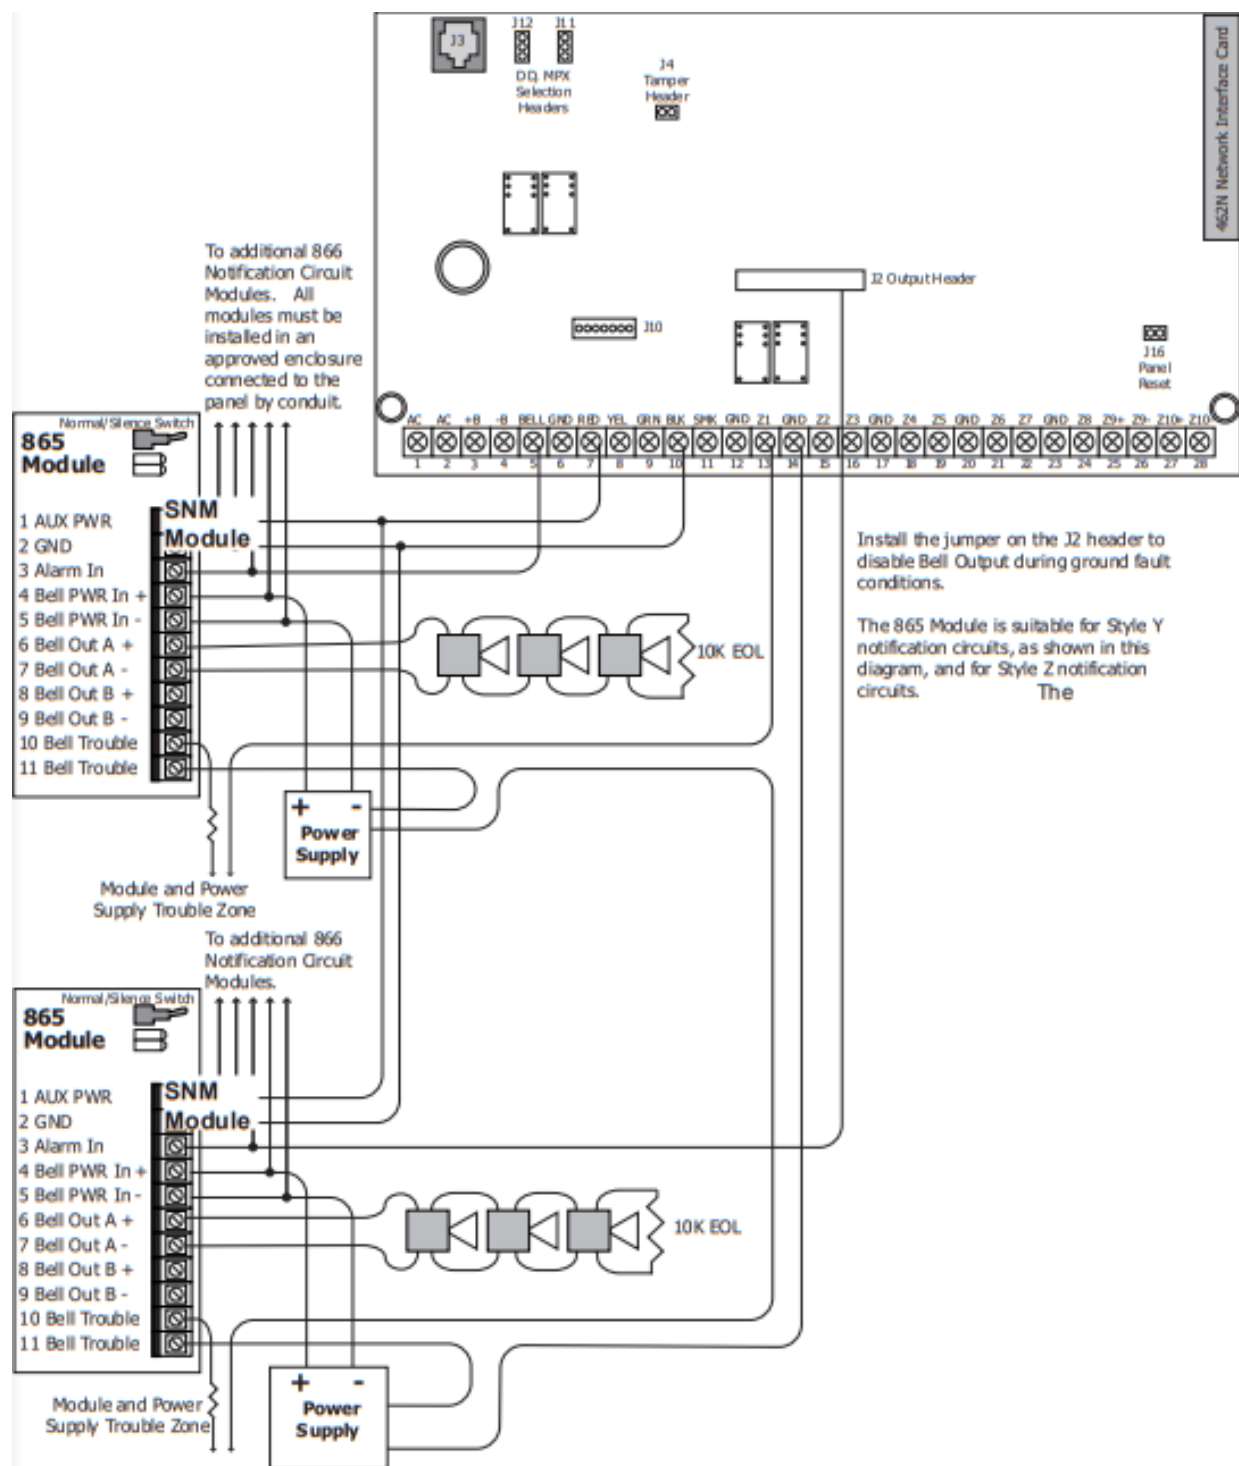 J3
J12
J11
DQ, MPX
Selection
Headers
J4
Tamper
Header
462N Network Interface Card
J2 Output Header
J10
J16
Panel
Reset
AC AC +B -B BELL GND RED YEL GRN BLK SMK GND Z1 GND Z2 Z3 GND Z4 Z5 GND Z6 Z7 GND Z8 Z9+ Z9- Z10+ Z10-
1 2 3 4 5 6 7 8 9 10 11 12 13 14 15 16 17 18 19 20 21 22 23 24 25 26 27 28
To additional 866
Notification Circuit
Modules. All
modules must be
installed in an
approved enclosure
connected to the
panel by conduit.
Normal/Silence Switch
865
Module
SNM
Module
1 AUX PWR
2 GND
3 Alarm In
4 Bell PWR In +
5 Bell PWR In -
6 Bell Out A +
7 Bell Out A -
8 Bell Out B +
9 Bell Out B -
10 Bell Trouble
11 Bell Trouble
10K EOL
Install the jumper on the J2 header to
disable Bell Output during ground fault
conditions.
The 865 Module is suitable for Style Y
notification circuits, as shown in this
diagram, and for Style Z notification
circuits. The
+ -
Power
Supply
Module and Power
Supply Trouble Zone
To additional 866
Notification Circuit
Modules.
Normal/Silence Switch
865
Module
SNM
Module
1 AUX PWR
2 GND
3 Alarm In
4 Bell PWR In +
5 Bell PWR In -
6 Bell Out A +
7 Bell Out A -
8 Bell Out B +
9 Bell Out B -
10 Bell Trouble
11 Bell Trouble
10K EOL
+ -
Power
Supply
Module and Power
Supply Trouble Zone